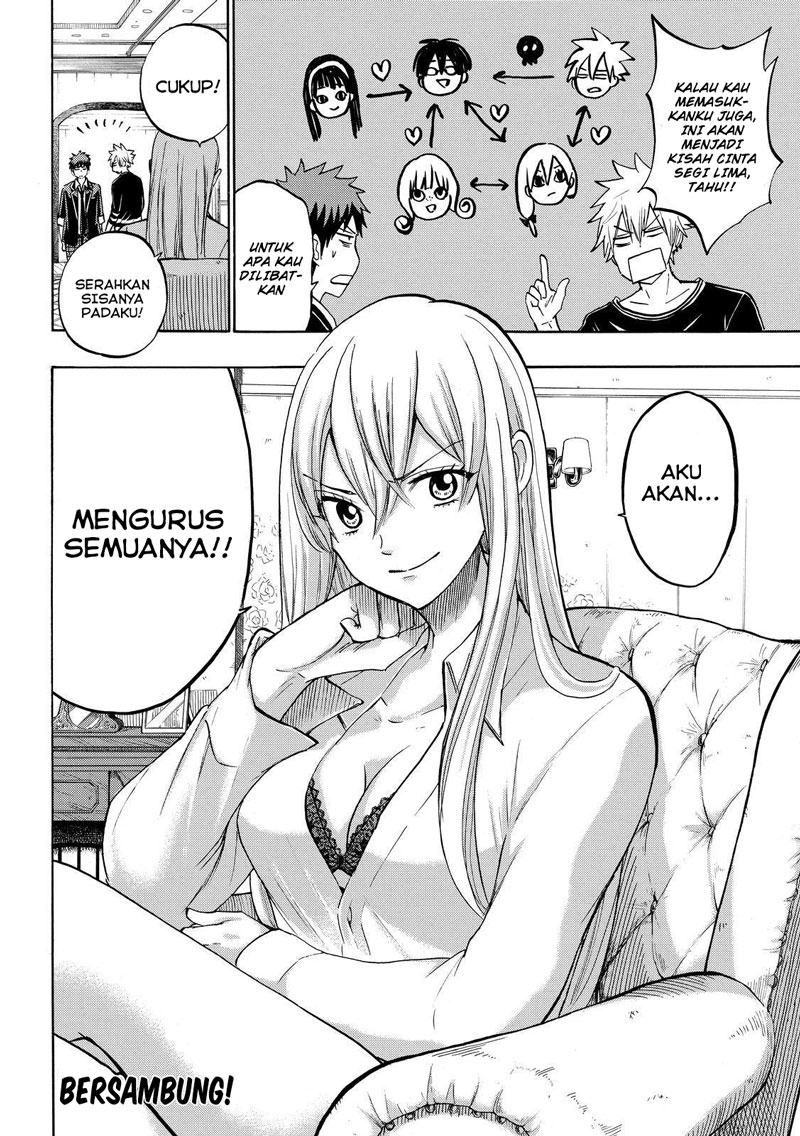 KALAU KAU
MEMASUK-
KANKU JUGA,
INI AKAN
MENJADI
KISAH CINTA
SEGI LIMA,
TAHU!!
UNTUK
APA KAU
DILIBAT-
KAN
CUKUP!
SERAHKAN
SISANYA
PADAKU!
AKU
AKAN...
MENGURUS
SEMUANYA!!
BERSAMBUNG!